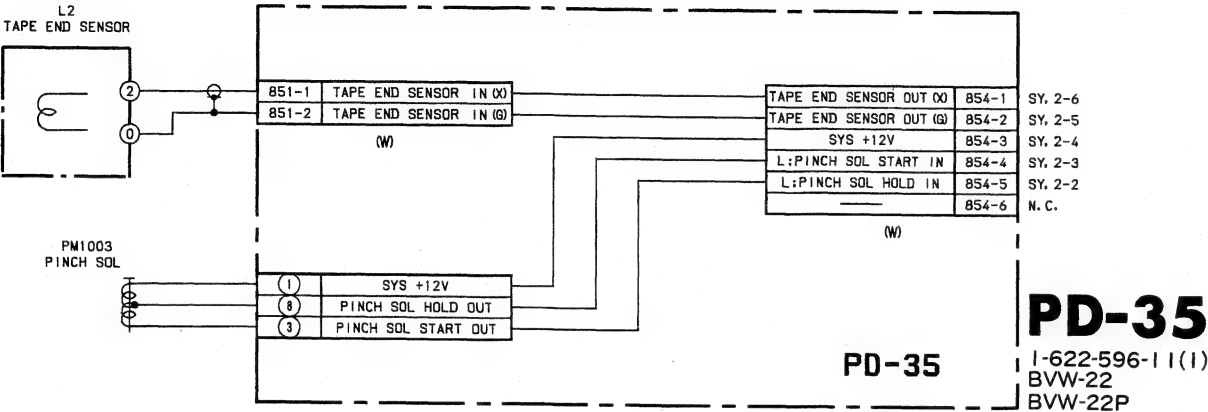 L2
TAPE END SENSOR
2
0
851-1 TAPE END SENSOR IN (X)
851-2 TAPE END SENSOR IN (G)
(W)
TAPE END SENSOR OUT (X) 854-1 SY, 2-6
TAPE END SENSOR OUT (G) 854-2 SY, 2-5
SYS +12V 854-3 SY, 2-4
L:PINCH SOL START IN 854-4 SY, 2-3
L:PINCH SOL HOLD IN 854-5 SY, 2-2
854-6 N.C.
(W)
PM1003
PINCH SOL
1 SYS +12V
8 PINCH SOL HOLD OUT
3 PINCH SOL START OUT
PD-35
PD-35
1-622-596-11(1)
BVW-22
BVW-22P